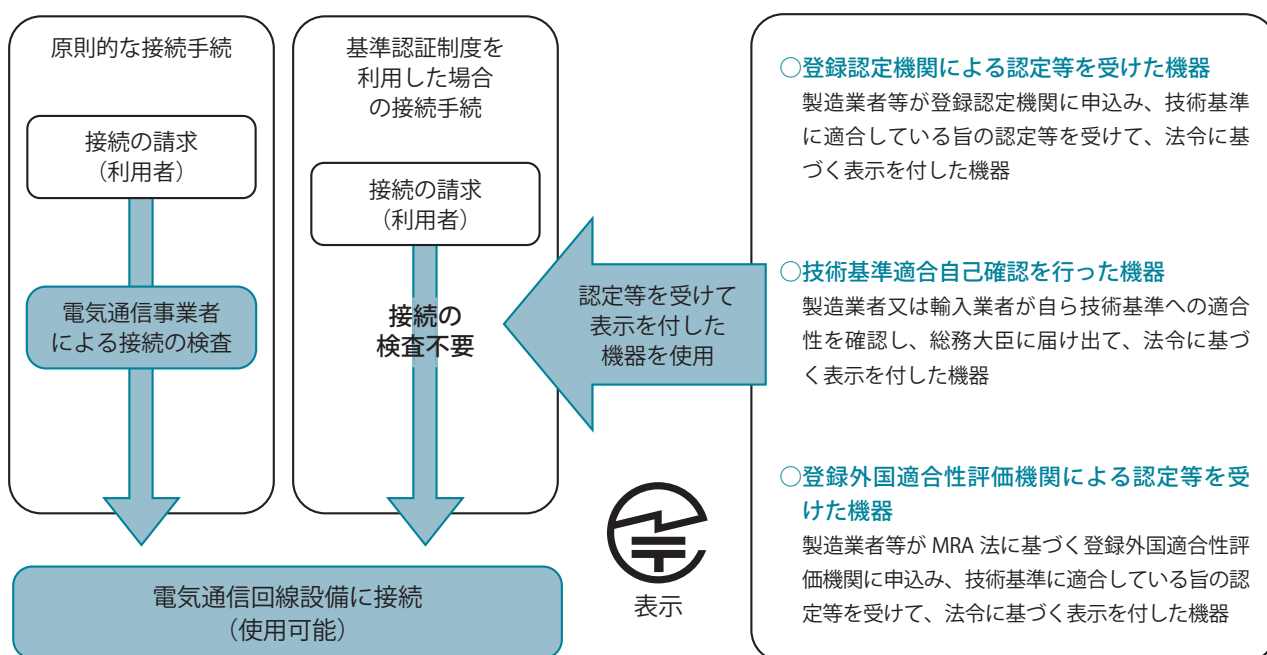 原則的な接続手続
接続の請求
（利用者）
電気通信事業者
による接続の検査
基準認証制度を
利用した場合
の接続手続
接続の請求
（利用者）
接続の
検査不要
認定等を受けて
表示を付した
機器を使用
電気通信回線設備に接続
（使用可能）
表示
○登録認定機関による認定等を受けた機器
製造業者等が登録認定機関に申込み、技術基準
に適合している旨の認定等を受けて、法令に基
づく表示を付した機器
○技術基準適合自己確認を行った機器
製造業者又は輸入業者が自ら技術基準への適合
性を確認し、総務大臣に届け出て、法令に基づ
く表示を付した機器
○登録外国適合性評価機関による認定等を受
けた機器
製造業者等が MRA 法に基づく登録外国適合性評
価機関に申込み、技術基準に適合している旨の認
定等を受けて、法令に基づく表示を付した機器